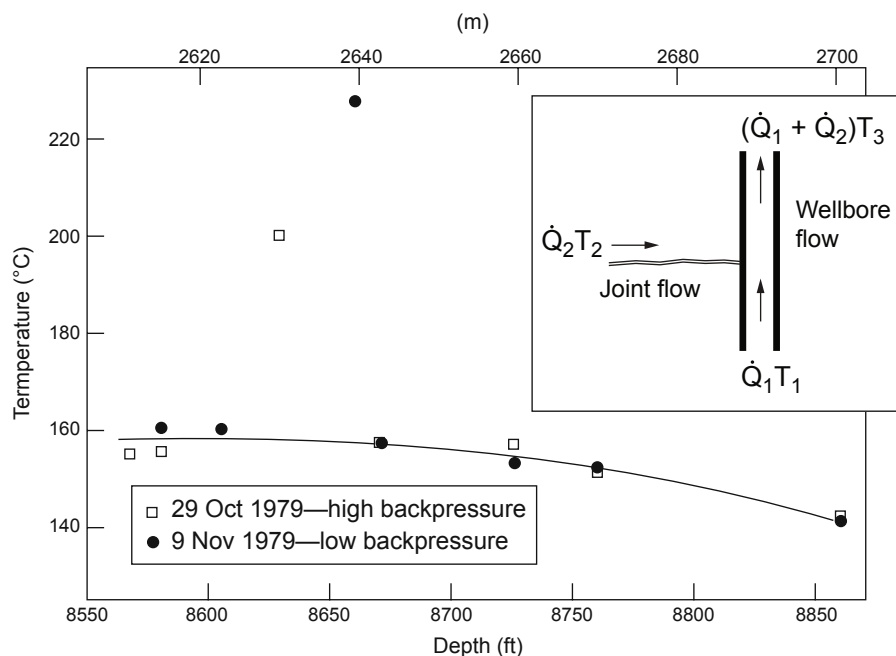 (m)
2620 2640 2660 2680 2700
220
200
180
160
140
Termperature (°C)
(Q̇₁ + Q̇₂)T₃
Wellbore
flow
Q̇₂T₂
Joint flow
Q̇₁T₁
29 Oct 1979—high backpressure
9 Nov 1979—low backpressure
8550 8600 8650 8700 8750 8800 8850
Depth (ft)